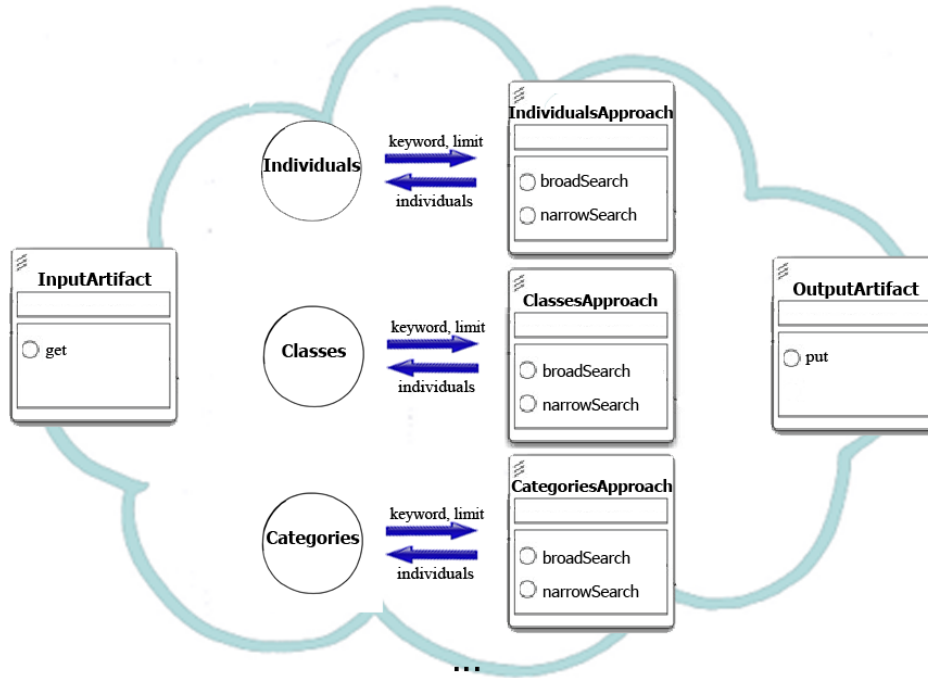 IndividualsApproach
keyword, limit
Individuals
individuals
broadSearch
narrowSearch
InputArtifact
get
ClassesApproach
keyword, limit
Classes
individuals
broadSearch
narrowSearch
OutputArtifact
put
CategoriesApproach
keyword, limit
Categories
individuals
broadSearch
narrowSearch
...